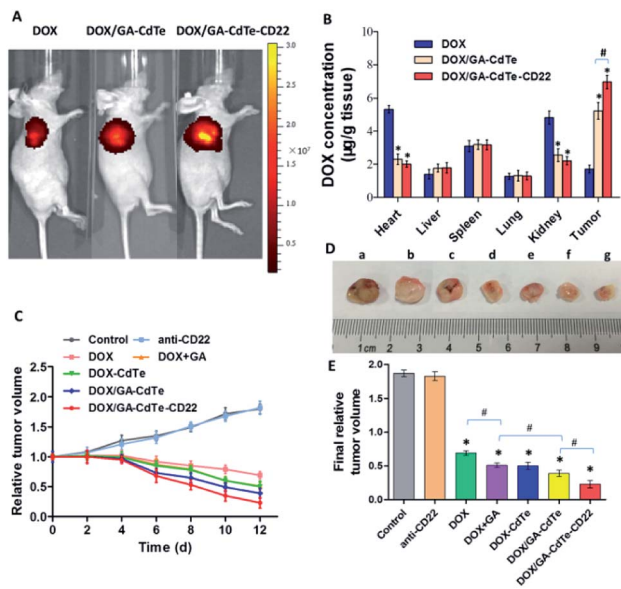 A
DOX DOX/GA-CdTe DOX/GA-CdTe-CD22
3.0
2.0
×10⁷
1.5
1.0
0.5
B
DOX concentration
(µg/g tissue)
10
8
6
4
2
0
DOX
DOX/GA-CdTe
DOX/GA-CdTe-CD22
#
* * * * * *
Heart Liver Spleen Lung Kidney Tumor
C
Control anti-CD22
DOX DOX+GA
DOX-CdTe
DOX/GA-CdTe
DOX/GA-CdTe-CD22
Relative tumor volume
2.5
2.0
1.5
1.0
0.5
0.0
0 2 4 6 8 10 12
Time (d)
D
a b c d e f g
1cm 2 3 4 5 6 7 8 9
E
Final relative
tumor volume
2.0
1.5
1.0
0.5
0.0
# # #
* * * * *
Control anti-CD22 DOX DOX+GA DOX-CdTe DOX/GA-CdTe DOX/GA-CdTe-CD22